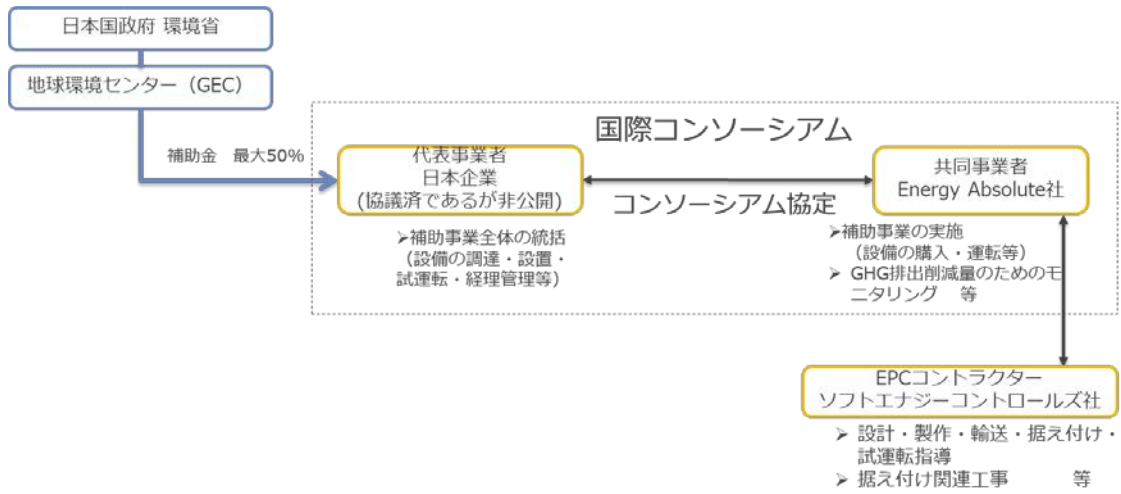 日本国政府 環境省
地球環境センター（GEC）
補助金　最大50%
国際コンソーシアム
代表事業者
日本企業
(協議済であるが非公開)
コンソーシアム協定
共同事業者
Energy Absolute社
➢補助事業全体の統括
（設備の調達・設置・
試運転・経理管理等）
➢補助事業の実施
（設備の購入・運転等）
➢ GHG排出削減量のためのモ
ニタリング　等
EPCコントラクター
ソフトエナジーコントロールズ社
➢ 設計・製作・輸送・据え付け・
試運転指導
➢ 据え付け関連工事　　　等